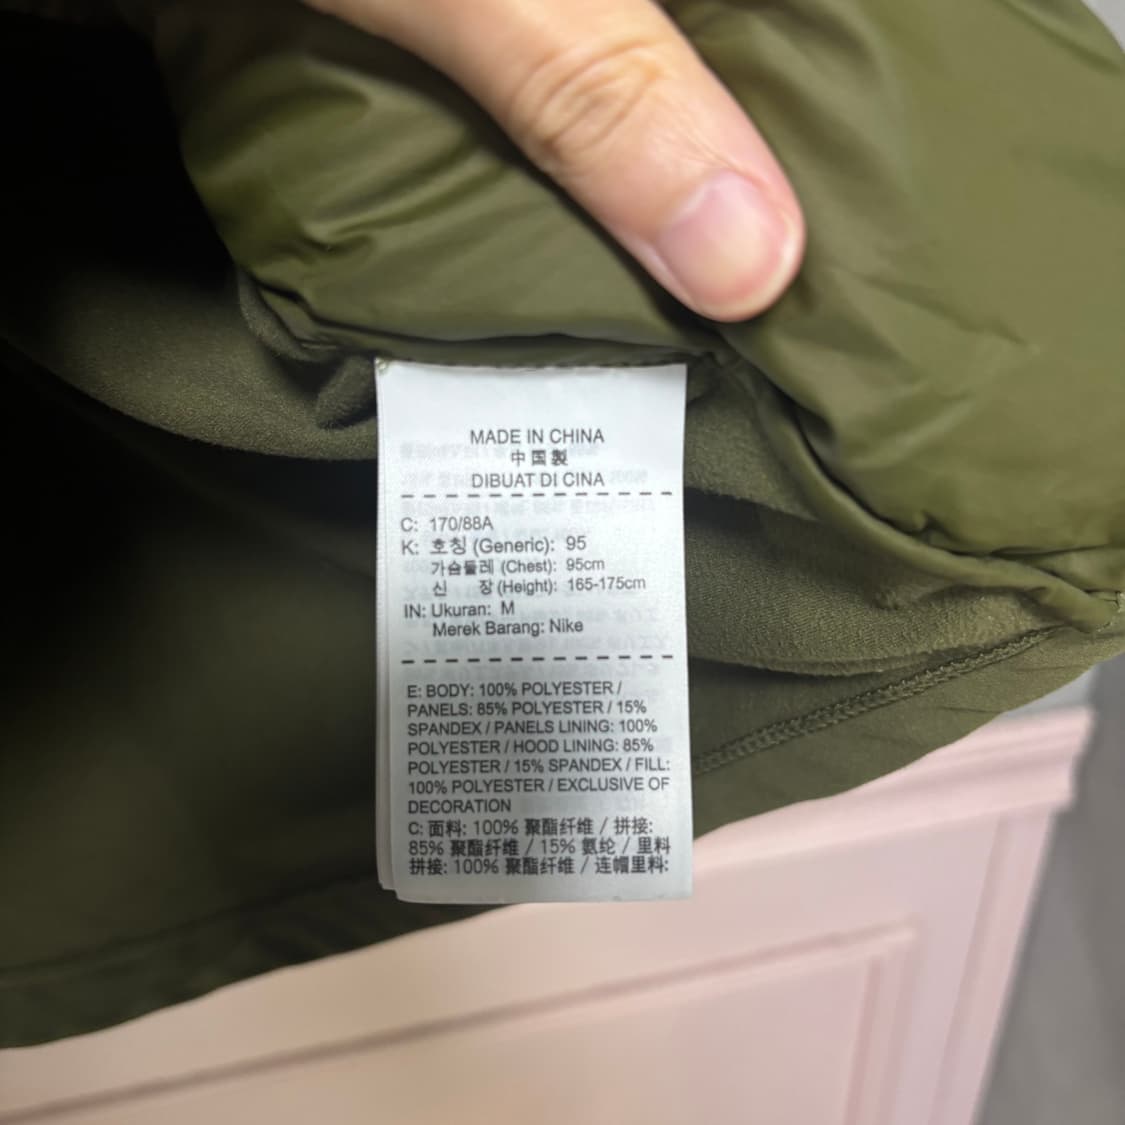 MADE IN CHINA
中国製
DIBUAT DI CINA
C: 170/88A
K: 호칭 (Generic): 95
가슴둘레 (Chest): 95cm
신 장 (Height): 165-175cm
IN: Ukuran: M
Merek Barang: Nike
E: BODY: 100% POLYESTER /
PANELS: 85% POLYESTER / 15%
SPANDEX / PANELS LINING: 100%
POLYESTER / HOOD LINING: 85%
POLYESTER / 15% SPANDEX / FILL:
100% POLYESTER / EXCLUSIVE OF
DECORATION
C: 面料: 100% 聚酯纤维 / 拼接:
85% 聚酯纤维 / 15% 氨纶 / 里料
拼接: 100% 聚酯纤维 / 连帽里料: